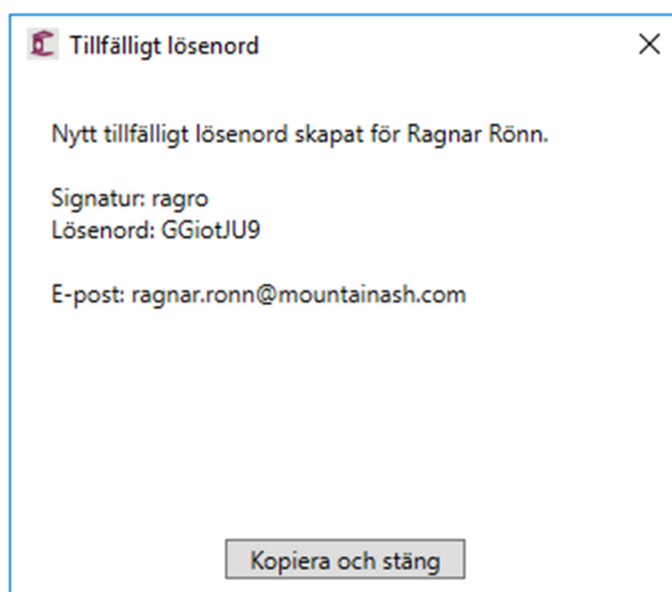 Tillfälligt lösenord
Nytt tillfälligt lösenord skapat för Ragnar Rönn.
Signatur: ragro
Lösenord: GGiotJU9
E-post: ragnar.ronn@mountainash.com
Kopiera och stäng